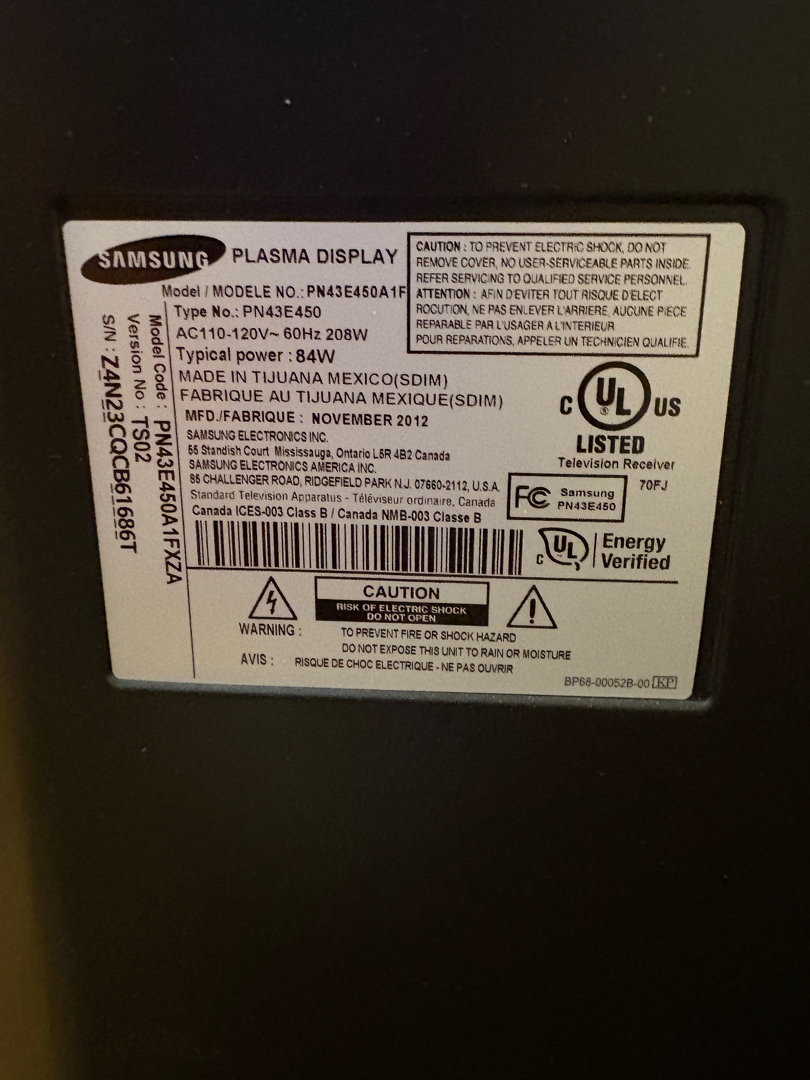 SAMSUNG PLASMA DISPLAY
Model / MODELE NO.:PN43E450A1F
Type No.: PN43E450
AC110-120V~ 60Hz 208W
Typical power : 84W
MADE IN TIJUANA MEXICO(SDIM)
FABRIQUE AU TIJUANA MEXIQUE(SDIM)
MFD./FABRIQUE : NOVEMBER 2012
SAMSUNG ELECTRONICS INC.
55 Standish Court Mississauga, Ontario L5R 4B2 Canada
SAMSUNG ELECTRONICS AMERICA INC.
85 CHALLENGER ROAD, RIDGEFIELD PARK N.J. 07660-2112, U.S.A.
Standard Television Apparatus - Téléviseur ordinaire, Canada
Canada ICES-003 Class B / Canada NMB-003 Classe B
CAUTION : TO PREVENT ELECTRIC SHOCK, DO NOT
REMOVE COVER, NO USER-SERVICEABLE PARTS INSIDE.
REFER SERVICING TO QUALIFIED SERVICE PERSONNEL.
ATTENTION : AFIN D'EVITER TOUT RISQUE D'ELECT
ROCUTION, NE PAS ENLEVER L'ARRIERE, AUCUNE PIECE
REPARABLE PAR L'USAGER A L'INTERIEUR
POUR REPARATIONS, APPELER UN TECHNICIEN QUALIFIÉ.
C UL US
LISTED
Television Receiver
70FJ
FC Samsung
PN43E450
C UL Energy
Verified
Model Code : PN43E450A1FXZA
Version No : TS02
S/N : Z4N23CQCB61686T
CAUTION
RISK OF ELECTRIC SHOCK
DO NOT OPEN
WARNING : TO PREVENT FIRE OR SHOCK HAZARD
DO NOT EXPOSE THIS UNIT TO RAIN OR MOISTURE
AVIS : RISQUE DE CHOC ELECTRIQUE - NE PAS OUVRIR
BP68-00052B-00 KP